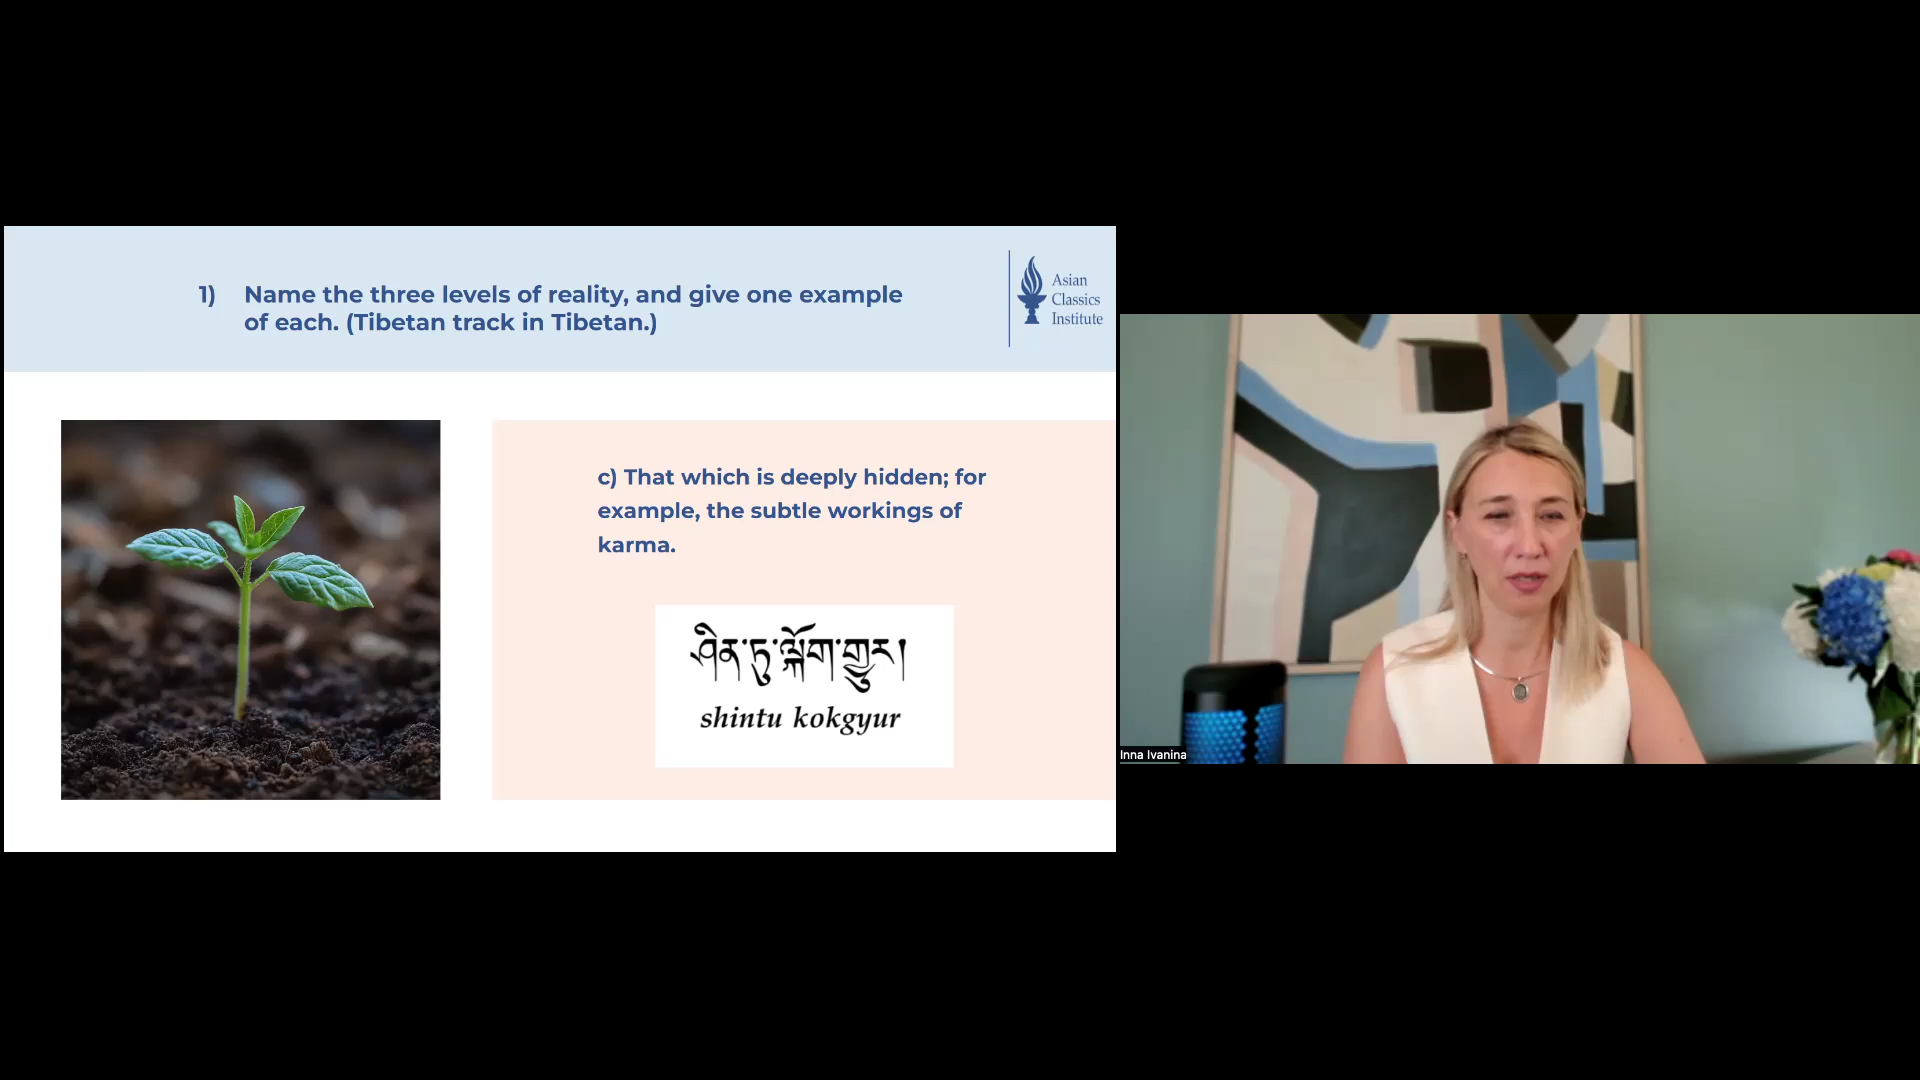 1) Name the three levels of reality, and give one example
of each. (Tibetan track in Tibetan.)
Asian
Classics
Institute
c) That which is deeply hidden; for
example, the subtle workings of
karma.
ཤིན་ཏུ་ལྐོག་གྱུར།
shintu kokgyur
Inna Ivanina